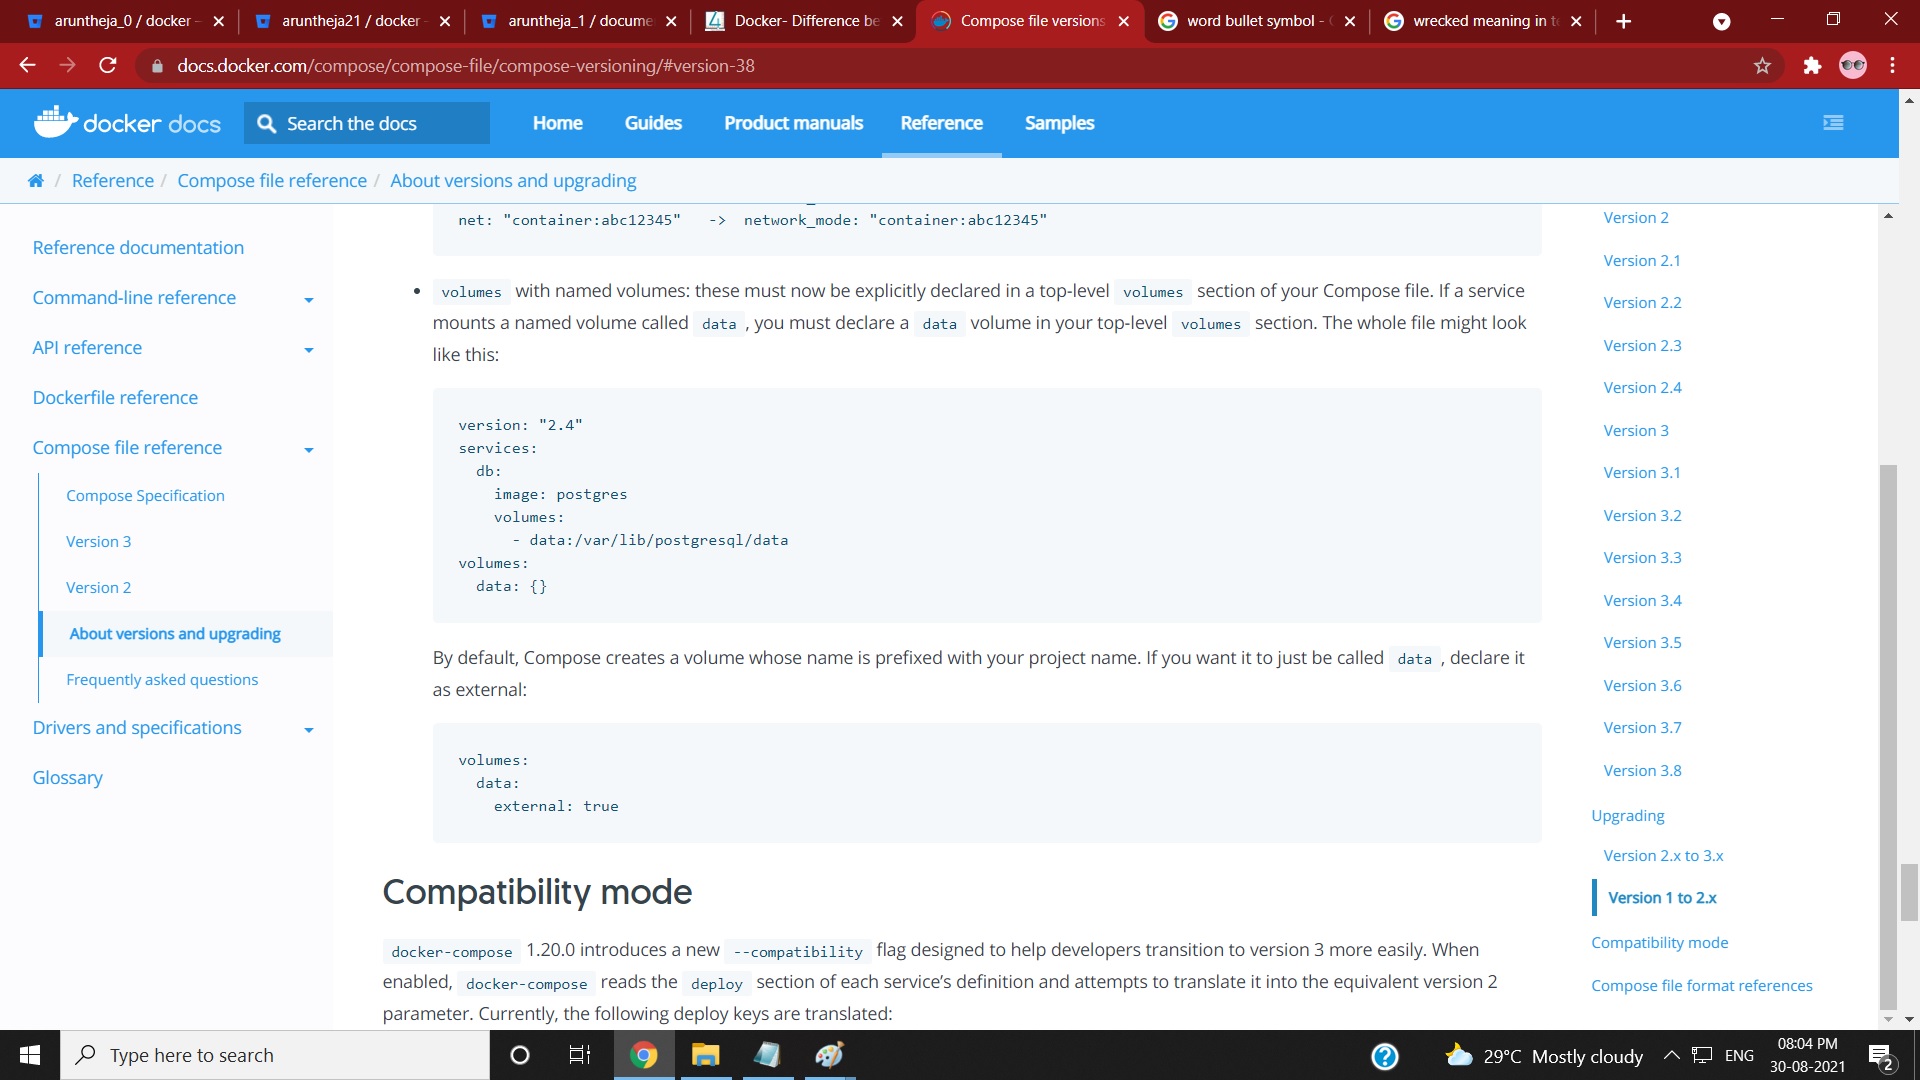 aruntheja_0 / docker
aruntheja21 / docker
aruntheja_1 / docume
Docker- Difference be
Compose file versions
word bullet symbol -
wrecked meaning in t
docs.docker.com/compose/compose-file/compose-versioning/#version-38
docker docs
Search the docs
Home
Guides
Product manuals
Reference
Samples
/ Reference / Compose file reference / About versions and upgrading
Reference documentation
Command-line reference
API reference
Dockerfile reference
Compose file reference
Compose Specification
Version 3
Version 2
About versions and upgrading
Frequently asked questions
Drivers and specifications
Glossary
net: "container:abc12345"   ->  network_mode: "container:abc12345"
• volumes with named volumes: these must now be explicitly declared in a top-level volumes section of your Compose file. If a service
mounts a named volume called data , you must declare a data volume in your top-level volumes section. The whole file might look
like this:
version: "2.4"
services:
  db:
    image: postgres
    volumes:
      - data:/var/lib/postgresql/data
volumes:
  data: {}
By default, Compose creates a volume whose name is prefixed with your project name. If you want it to just be called data , declare it
as external:
volumes:
  data:
    external: true
Compatibility mode
docker-compose 1.20.0 introduces a new --compatibility flag designed to help developers transition to version 3 more easily. When
enabled, docker-compose reads the deploy section of each service’s definition and attempts to translate it into the equivalent version 2
parameter. Currently, the following deploy keys are translated:
Version 2
Version 2.1
Version 2.2
Version 2.3
Version 2.4
Version 3
Version 3.1
Version 3.2
Version 3.3
Version 3.4
Version 3.5
Version 3.6
Version 3.7
Version 3.8
Upgrading
Version 2.x to 3.x
Version 1 to 2.x
Compatibility mode
Compose file format references
Type here to search
29°C Mostly cloudy
ENG
08:04 PM
30-08-2021
2